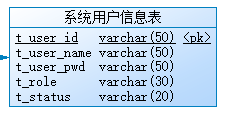 系统用户信息表
t_user_id varchar(50) <pk>
t_user_name varchar(50)
t_user_pwd varchar(50)
t_role varchar(30)
t_status varchar(20)